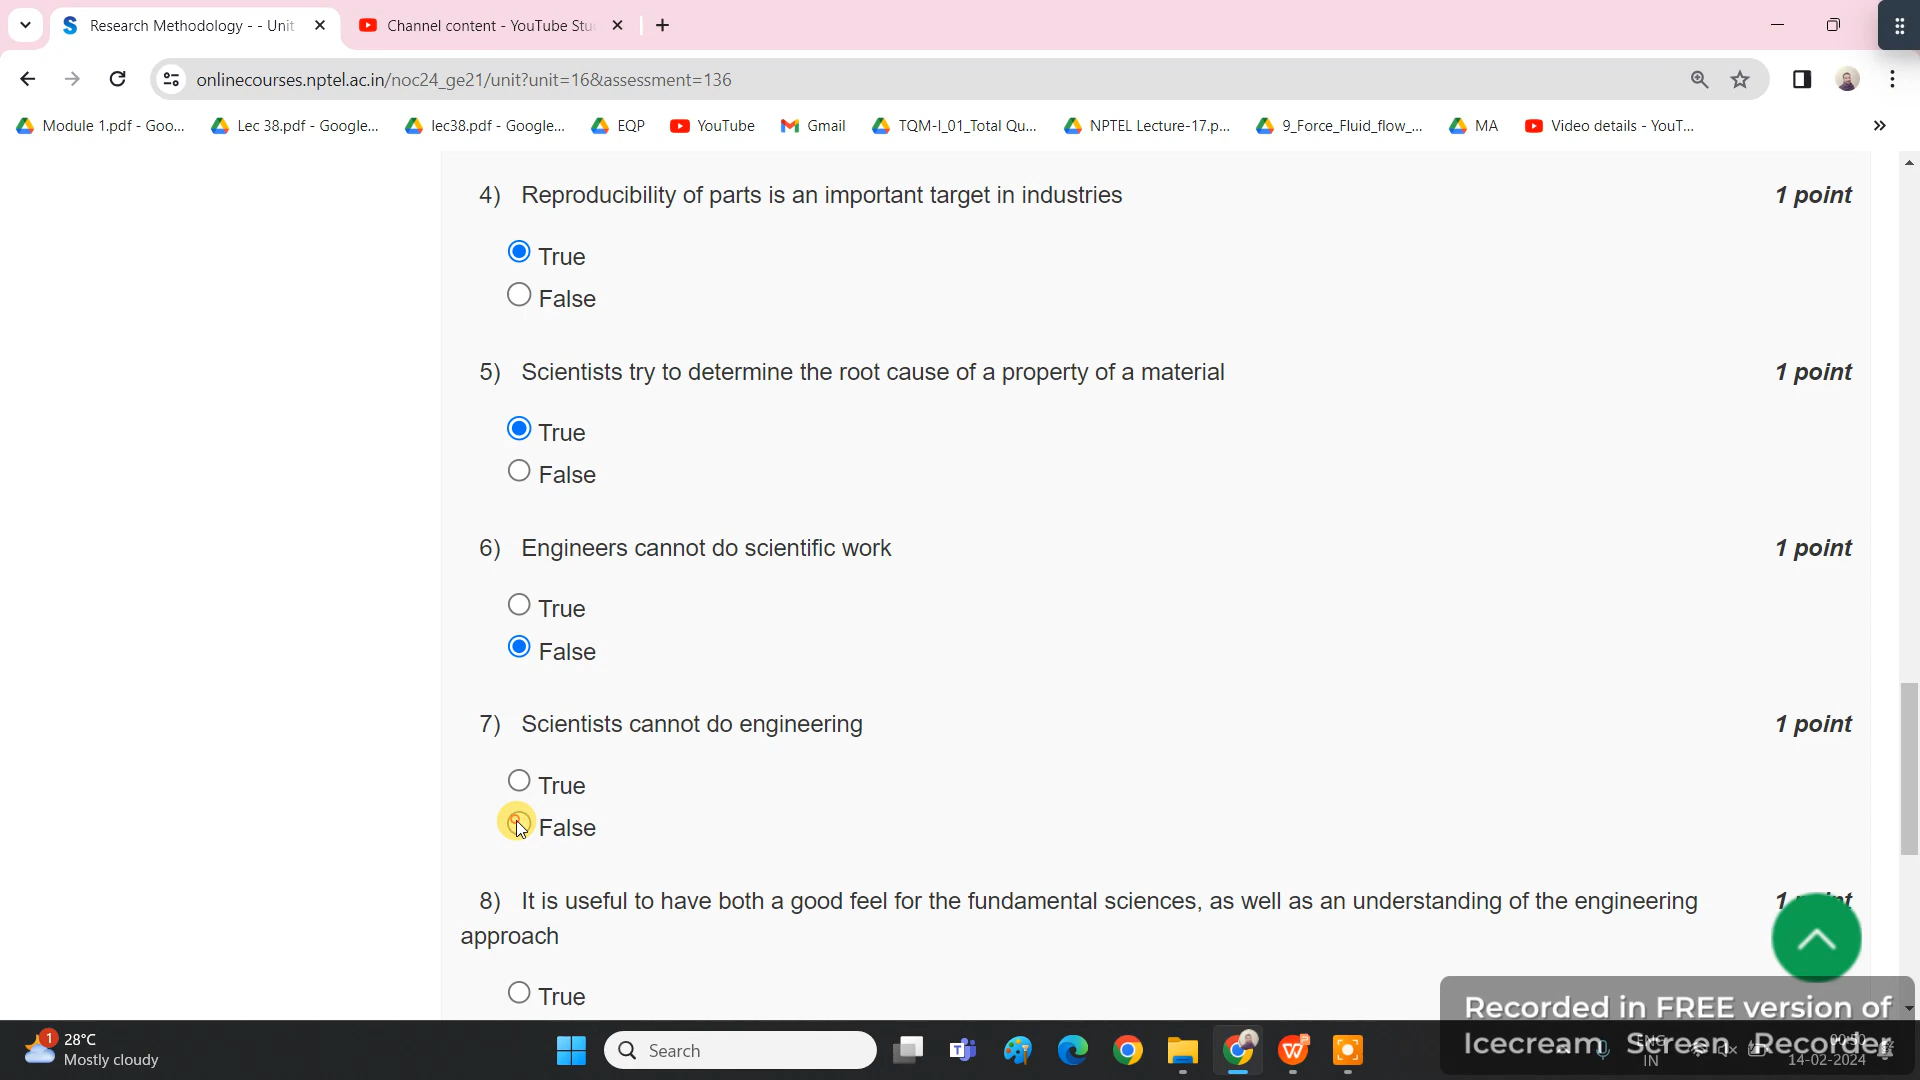 Research Methodology - - Unit
Channel content - YouTube Stu
onlinecourses.nptel.ac.in/noc24_ge21/unit?unit=16&assessment=136
Module 1.pdf - Goo...
Lec 38.pdf - Google...
lec38.pdf - Google...
EQP
YouTube
Gmail
TQM-I_01_Total Qu...
NPTEL Lecture-17.p...
9_Force_Fluid_flow_...
MA
Video details - YouT...
4) Reproducibility of parts is an important target in industries 1 point
True
False
5) Scientists try to determine the root cause of a property of a material 1 point
True
False
6) Engineers cannot do scientific work 1 point
True
False
7) Scientists cannot do engineering 1 point
True
False
8) It is useful to have both a good feel for the fundamental sciences, as well as an understanding of the engineering
approach
True
Recorded in FREE version of
Icecream Screen Recorder
1
28°C
Mostly cloudy
Search
ENG
IN
14-02-2024